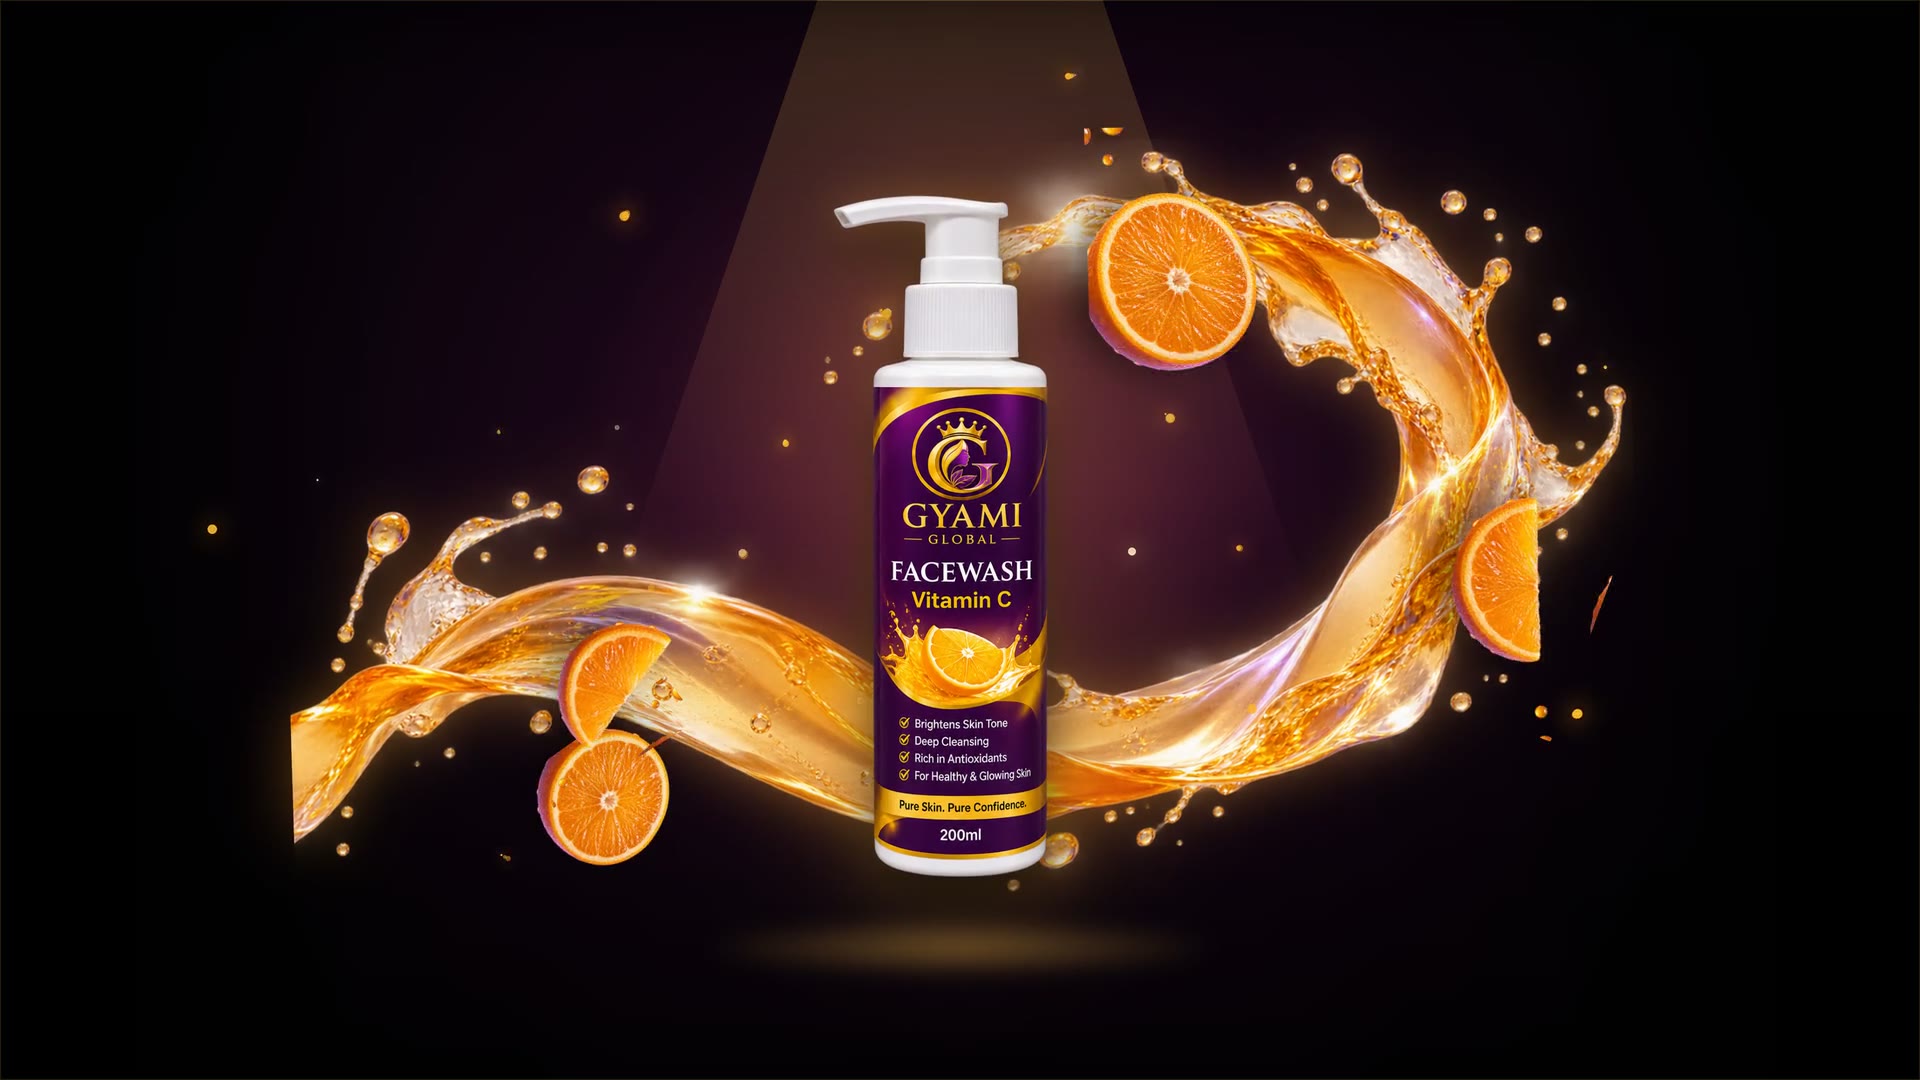 GYAMI
GLOBAL
FACEWASH
Vitamin C
Brightens Skin Tone
Deep Cleansing
Rich in Antioxidants
For Healthy & Glowing Skin
Pure Skin. Pure Confidence.
200ml